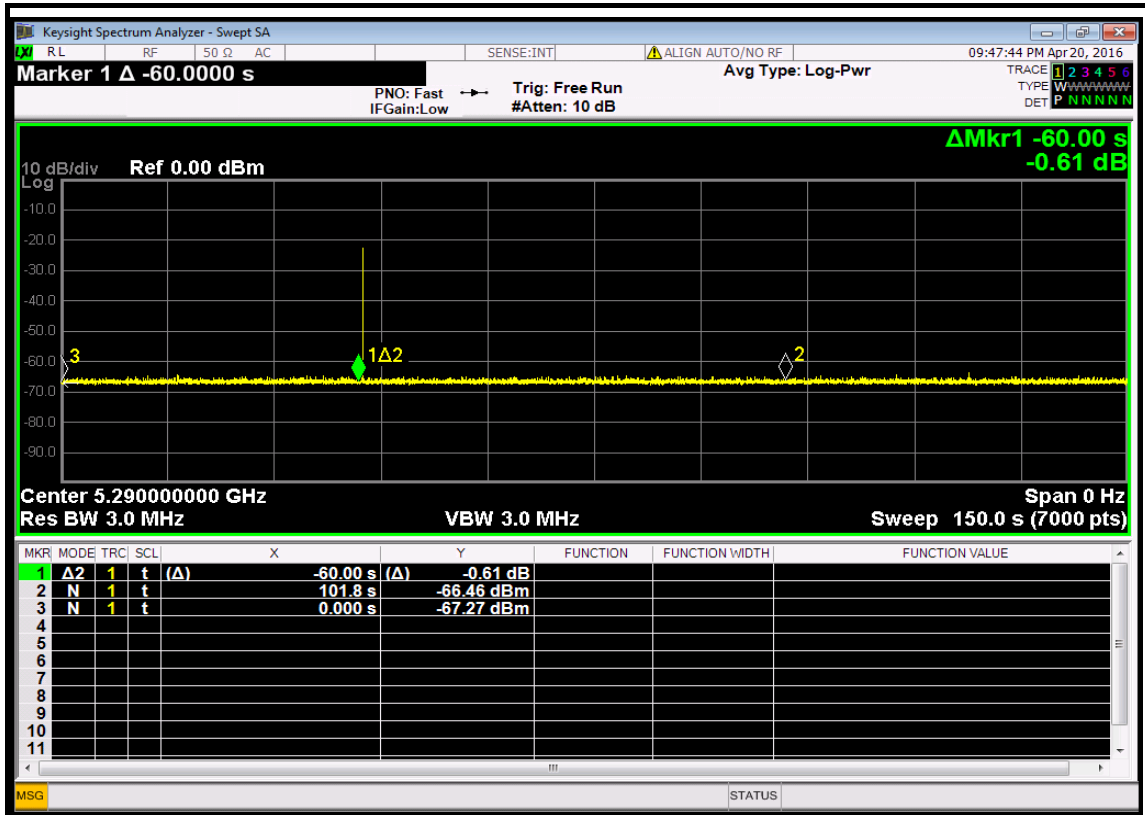 Keysight Spectrum Analyzer - Swept SA
LXI RL RF 50 Ω AC SENSE:INT ALIGN AUTO/NO RF 09:47:44 PM Apr 20, 2016
Marker 1 Δ -60.0000 s
PNO: Fast
IFGain:Low
Trig: Free Run
#Atten: 10 dB
Avg Type: Log-Pwr
TRACE 1 2 3 4 5 6
TYPE WWWWWW
DET P N N N N N
ΔMkr1 -60.00 s
-0.61 dB
10 dB/div Ref 0.00 dBm
Log
-10.0
-20.0
-30.0
-40.0
-50.0
-60.0
-70.0
-80.0
-90.0
3
1Δ2
2
Center 5.290000000 GHz Span 0 Hz
Res BW 3.0 MHz VBW 3.0 MHz Sweep 150.0 s (7000 pts)
MKR MODE TRC SCL X Y FUNCTION FUNCTION WIDTH FUNCTION VALUE
1 Δ2 1 t (Δ) -60.00 s (Δ) -0.61 dB
2 N 1 t 101.8 s -66.46 dBm
3 N 1 t 0.000 s -67.27 dBm
4
5
6
7
8
9
10
11
MSG STATUS